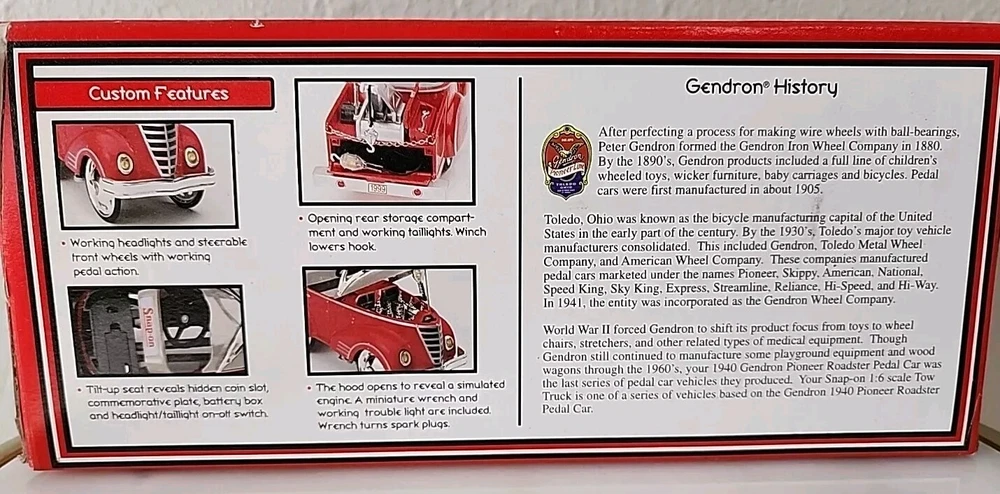 Custom Features
• Working headlights and steerable
front wheels with working
pedal action.
Snap-on
• Tilt-up seat reveals hidden coin slot,
commemorative plate, battery box
and headlight/taillight on-off switch.
1999
• Opening rear storage compart-
ment and working taillights. Winch
lowers hook.
• The hood opens to reveal a simulated
engine. A miniature wrench and
working trouble light are included.
Wrench turns spark plugs.
Gendron® History
Gendron
Pioneer Line
TOLEDO
After perfecting a process for making wire wheels with ball-bearings,
Peter Gendron formed the Gendron Iron Wheel Company in 1880.
By the 1890's, Gendron products included a full line of children's
wheeled toys, wicker furniture, baby carriages and bicycles. Pedal
cars were first manufactured in about 1905.
Toledo, Ohio was known as the bicycle manufacturing capital of the United
States in the early part of the century. By the 1930's, Toledo's major toy vehicle
manufacturers consolidated. This included Gendron, Toledo Metal Wheel
Company, and American Wheel Company. These companies manufactured
pedal cars marketed under the names Pioneer, Skippy, American, National,
Speed King, Sky King, Express, Streamline, Reliance, Hi-Speed, and Hi-Way.
In 1941, the entity was incorporated as the Gendron Wheel Company.
World War II forced Gendron to shift its product focus from toys to wheel
chairs, stretchers, and other related types of medical equipment. Though
Gendron still continued to manufacture some playground equipment and wood
wagons through the 1960's, your 1940 Gendron Pioneer Roadster Pedal Car was
the last series of pedal car vehicles they produced. Your Snap-on 1:6 scale Tow
Truck is one of a series of vehicles based on the Gendron 1940 Pioneer Roadster
Pedal Car.